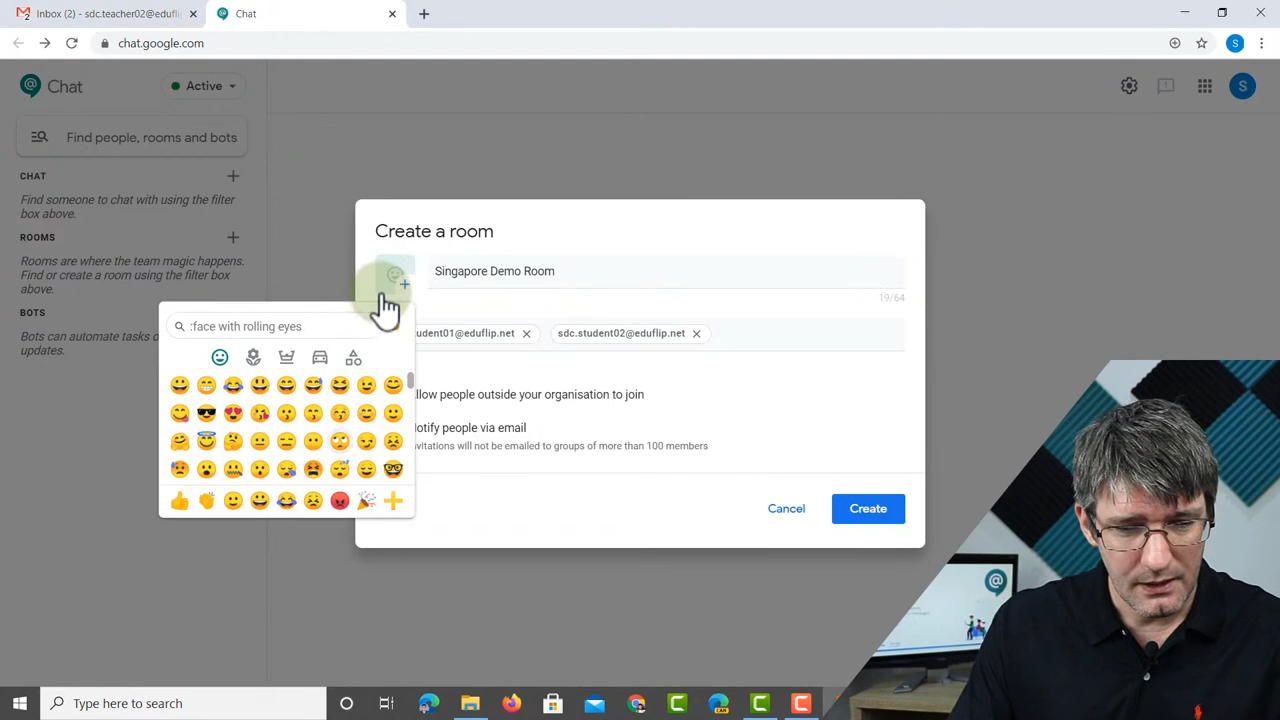 Inbox (2) - sdc.teacher02@edufli
Chat
chat.google.com
S
Chat
Active
S
Find people, rooms and bots
CHAT
Find someone to chat with using the filter
box above.
ROOMS
Rooms are where the team magic happens.
Find or create a room using the filter
box above.
BOTS
Bots can automate tasks
updates.
Create a room
Singapore Demo Room
19/64
:face with rolling eyes
udent01@eduflip.net
sdc.student02@eduflip.net
llow people outside your organisation to join
otify people via email
nvitations will not be emailed to groups of more than 100 members
Cancel
Create
Type here to search
CAN